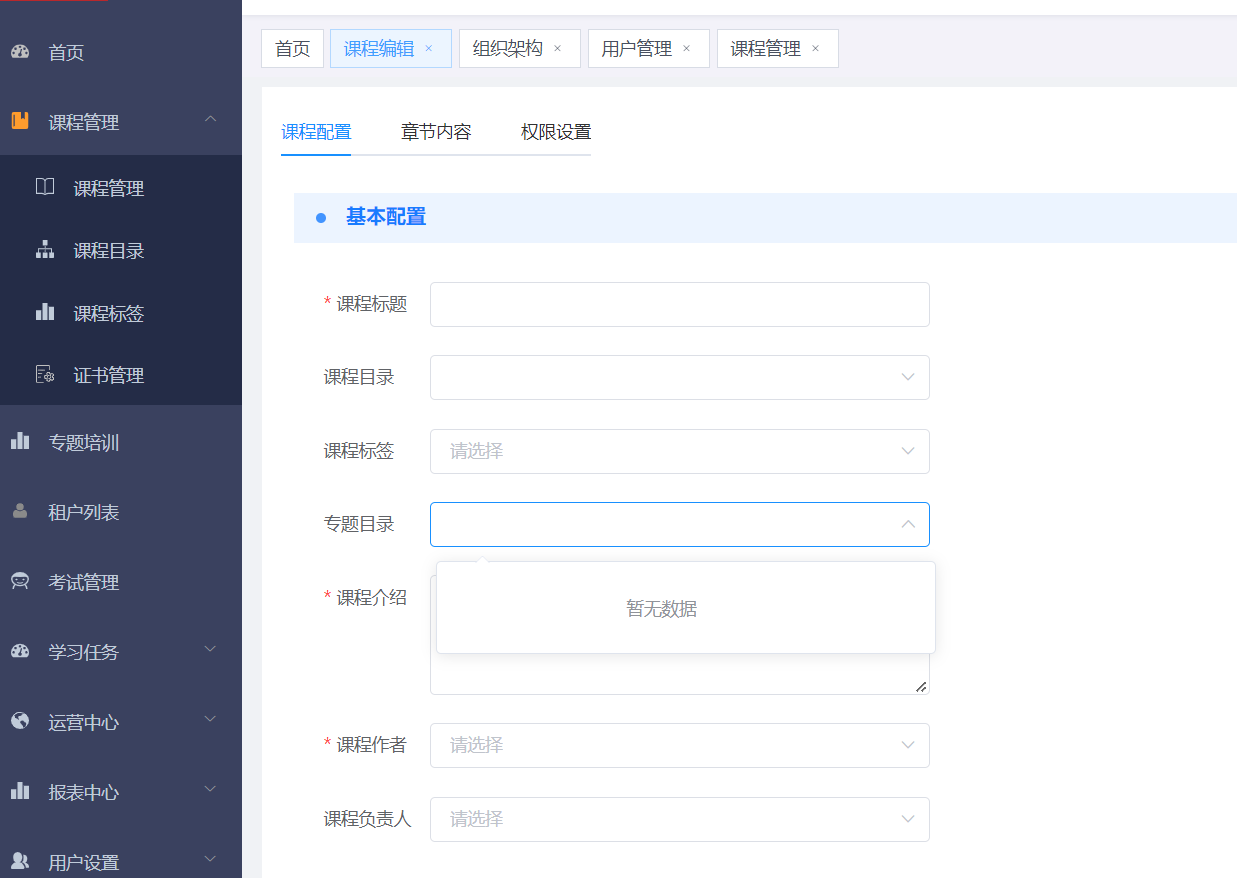 首页
课程管理
课程管理
课程目录
课程标签
证书管理
专题培训
租户列表
考试管理
学习任务
运营中心
报表中心
用户设置
首页 课程编辑 × 组织架构 × 用户管理 × 课程管理 ×
课程配置 章节内容 权限设置
基本配置
* 课程标题
课程目录
课程标签 请选择
专题目录
暂无数据
* 课程介绍
* 课程作者 请选择
课程负责人 请选择